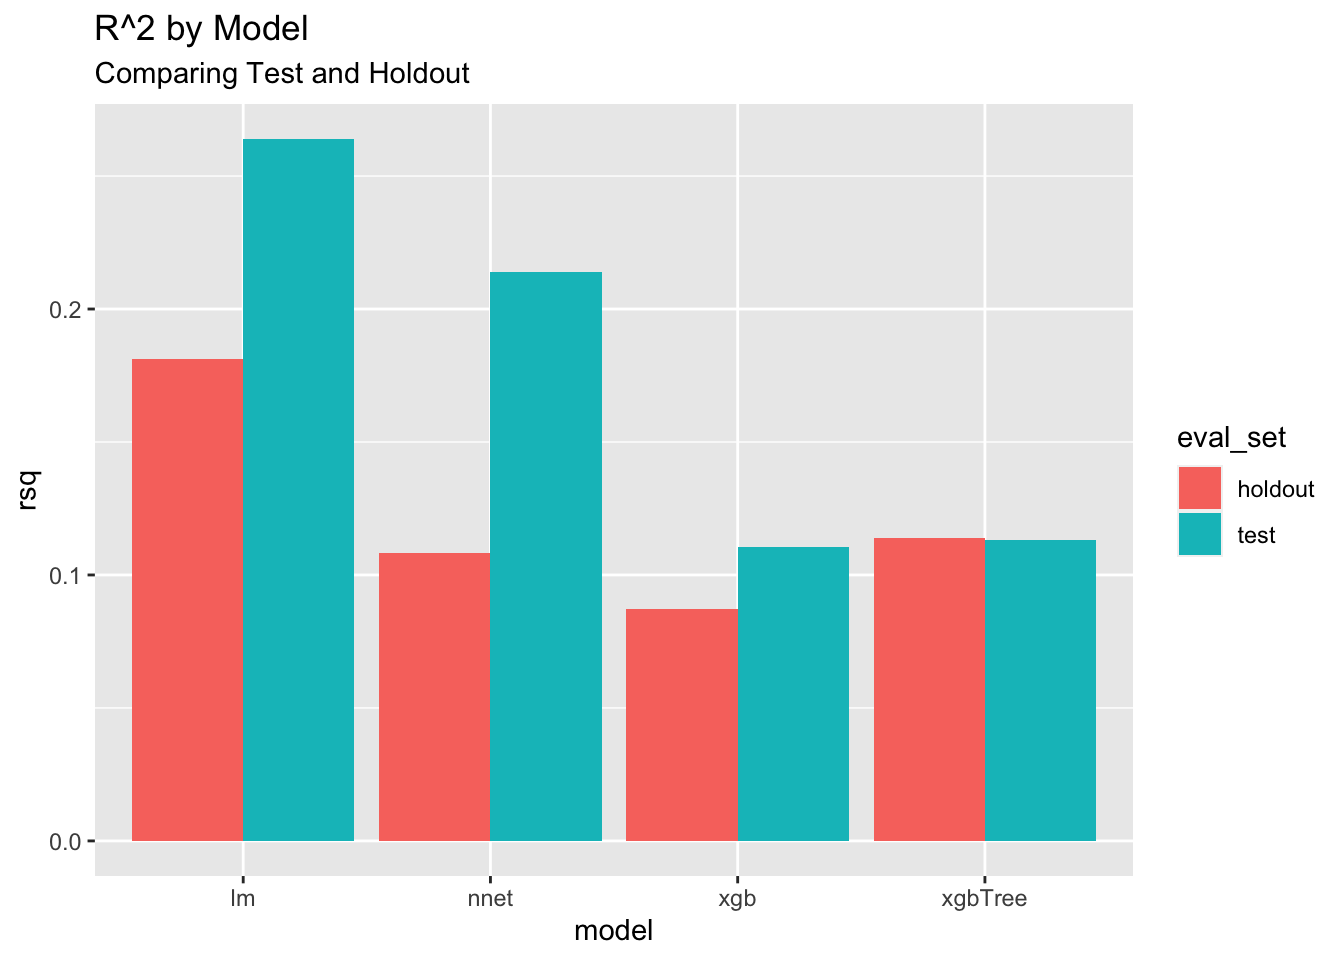 R^2 by Model
Comparing Test and Holdout
rsq
0.2
0.1
0.0
lm
nnet
xgb
xgbTree
model
eval_set
holdout
test